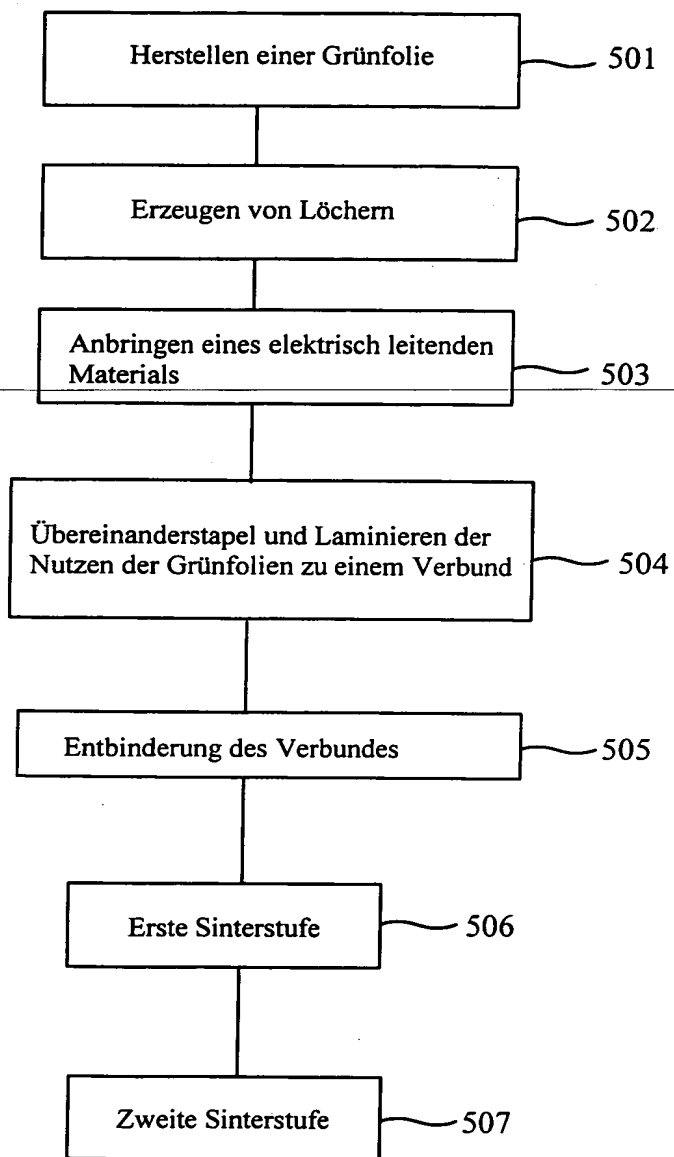 Herstellen einer Grünfolie
501
Erzeugen von Löchern
502
Anbringen eines elektrisch leitenden
Materials
503
Übereinanderstapel und Laminieren der
Nutzen der Grünfolien zu einem Verbund
504
Entbinderung des Verbundes
505
Erste Sinterstufe
506
Zweite Sinterstufe
507